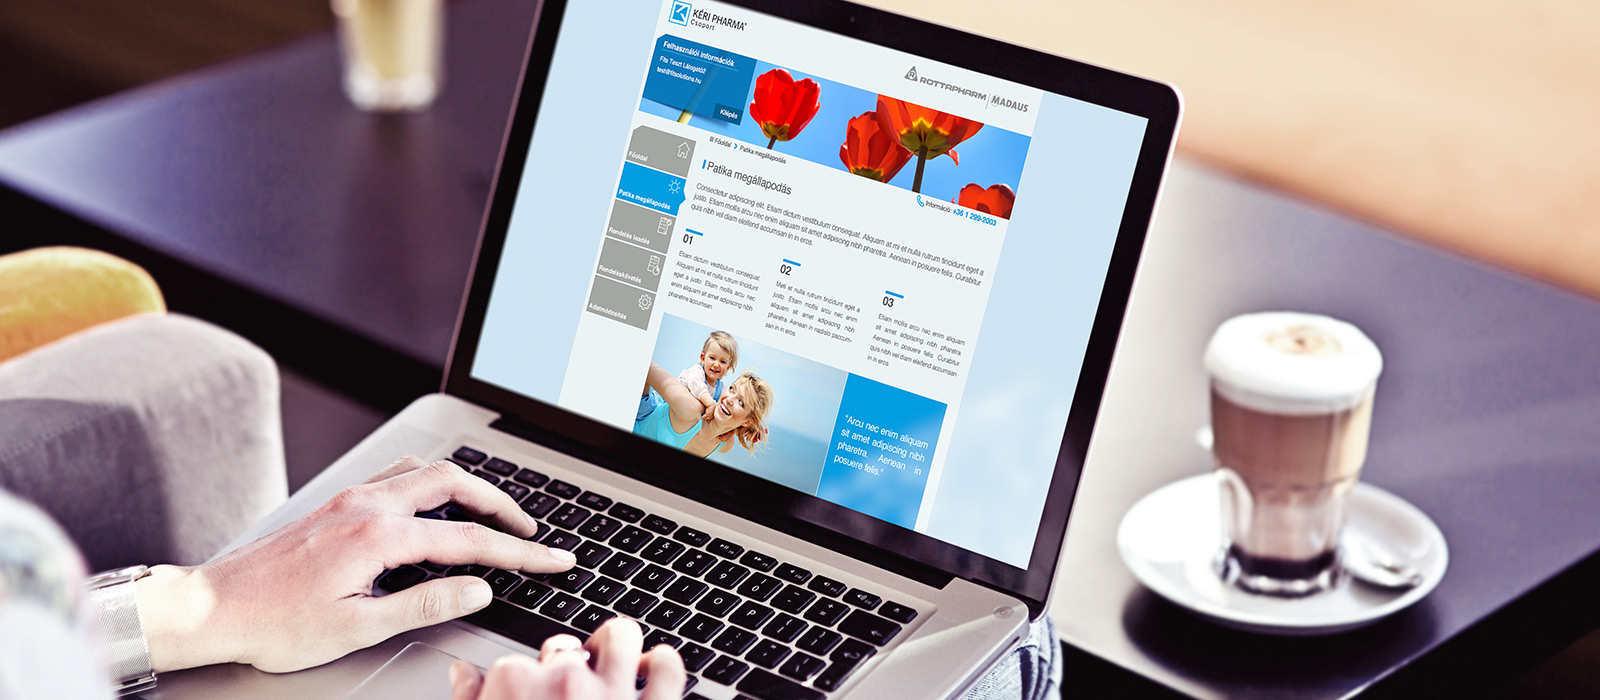 KÉRI PHARMA®
Csoport
ROTTAPHARM | MADAUS
Felhasználói információk
Fits Teszt Látogató2
test@fitsolutions.hu
Kilépés
Főoldal
Patika megállapodás
Rendelés leadás
Rendeléskövetés
Adatmódosítás
Főoldal > Patika megállapodás
Információ: +36 1 299-2003
Patika megállapodás
Consectetur adipiscing elit. Etiam dictum vestibulum consequat. Aliquam at mi et nulla rutrum tincidunt eget a
justo. Etiam mollis arcu nec enim aliquam sit amet adipiscing nibh pharetra. Aenean in posuere felis. Curabitur
quis nibh vel diam eleifend accumsan in in eros.
01
Etiam dictum vestibulum consequat.
Aliquam at mi et nulla rutrum tincidunt
eget a justo. Etiam mollis arcu nec
enim aliquam sit amet adipiscing nibh
pharetra accumsan.
02
Meti et nulla rutrum tincidunt eget a
justo. Etiam mollis arcu nec enim
aliquam sit amet adipiscing nibh
pharetra. Aenean in
san in in eros.
03
Etiam mollis arcu nec enim aliquam
sit amet adipiscing nibh pharetra.
Aenean in posuere felis. Curabitur
quis nibh vel diam eleifend accumsan
in in eros.
"Arcu nec enim aliquam
sit amet adipiscing nibh
pharetra. Aenean in
posuere felis."